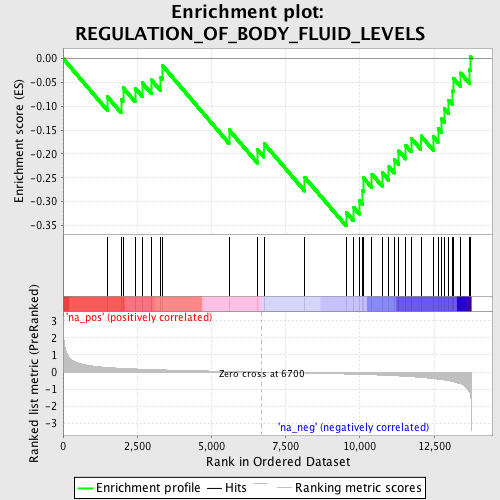 Enrichment plot:
REGULATION_OF_BODY_FLUID_LEVELS
Enrichment score (ES)
0.00
-0.05
-0.10
-0.15
-0.20
-0.25
-0.30
-0.35
'na_pos' (positively correlated)
Ranked list metric (PreRanked)
3
2
1
0
-1
-2
-3
Zero cross at 6700
'na_neg' (negatively correlated)
0 2,500 5,000 7,500 10,000 12,500
Rank in Ordered Dataset
Enrichment profile Hits Ranking metric scores